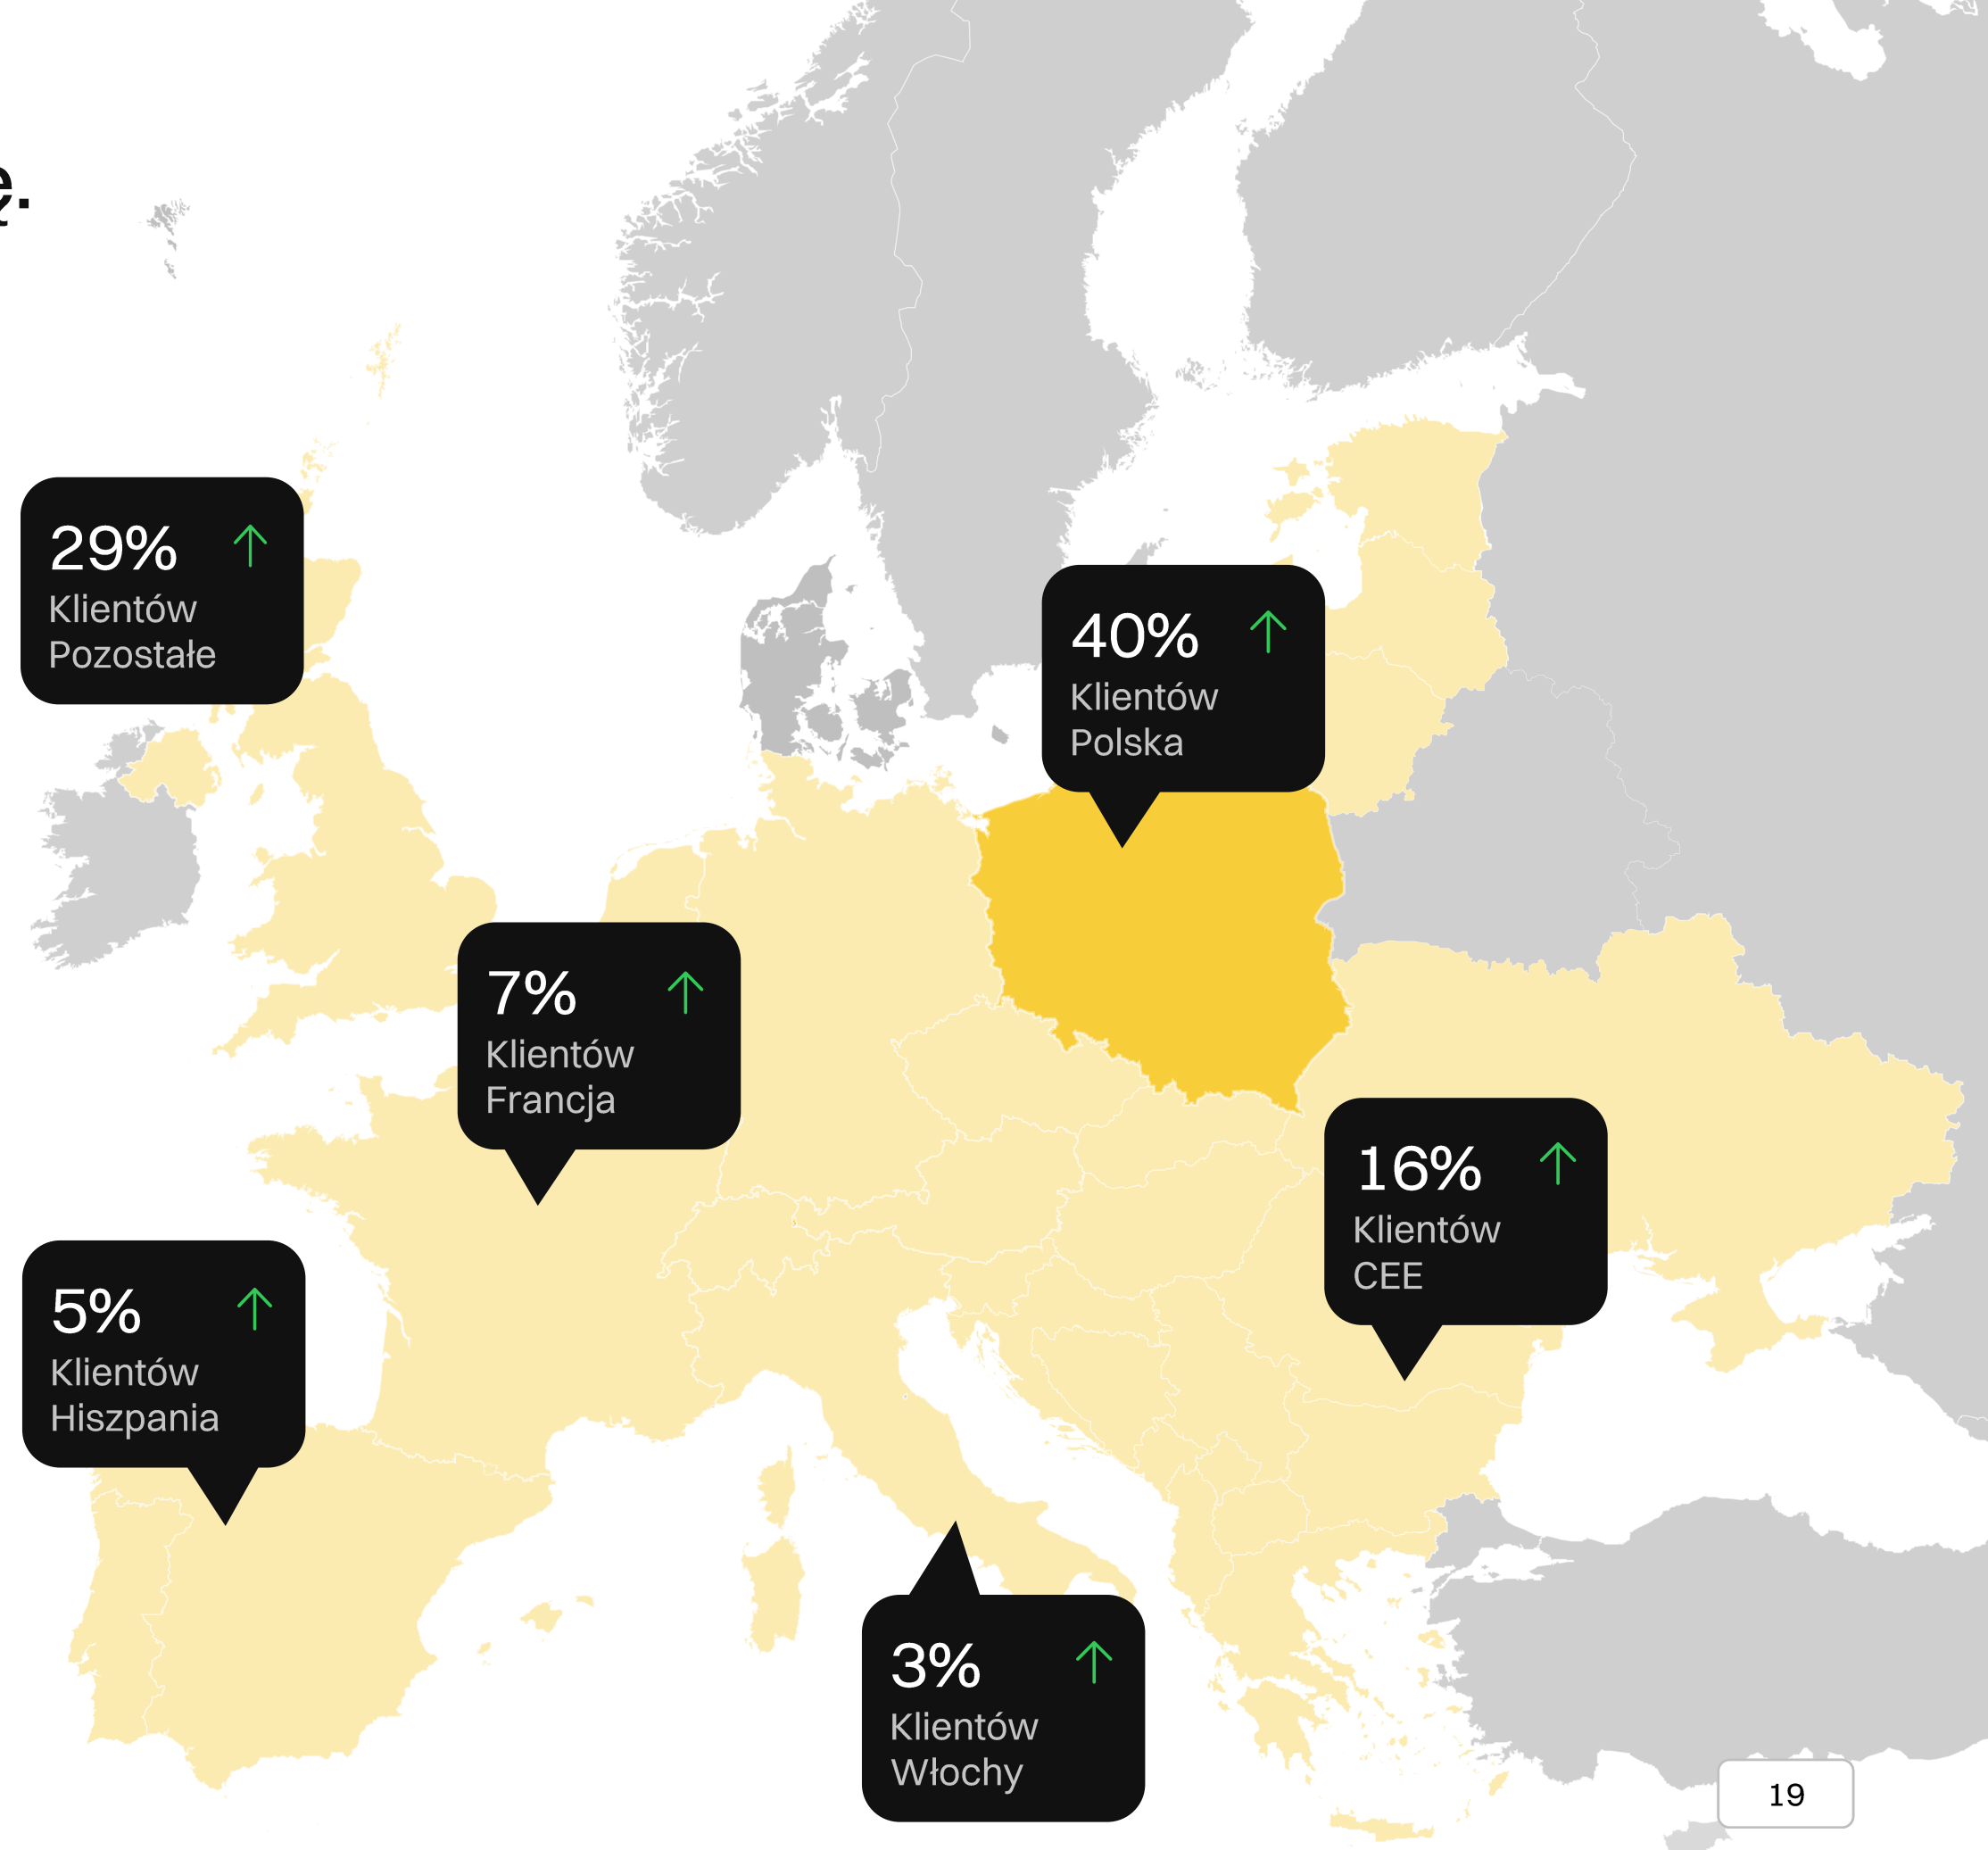 ę.
29%
Klientów
Pozostałe
40%
Klientów
Polska
7%
Klientów
Francja
16%
Klientów
CEE
5%
Klientów
Hiszpania
3%
Klientów
Włochy
19